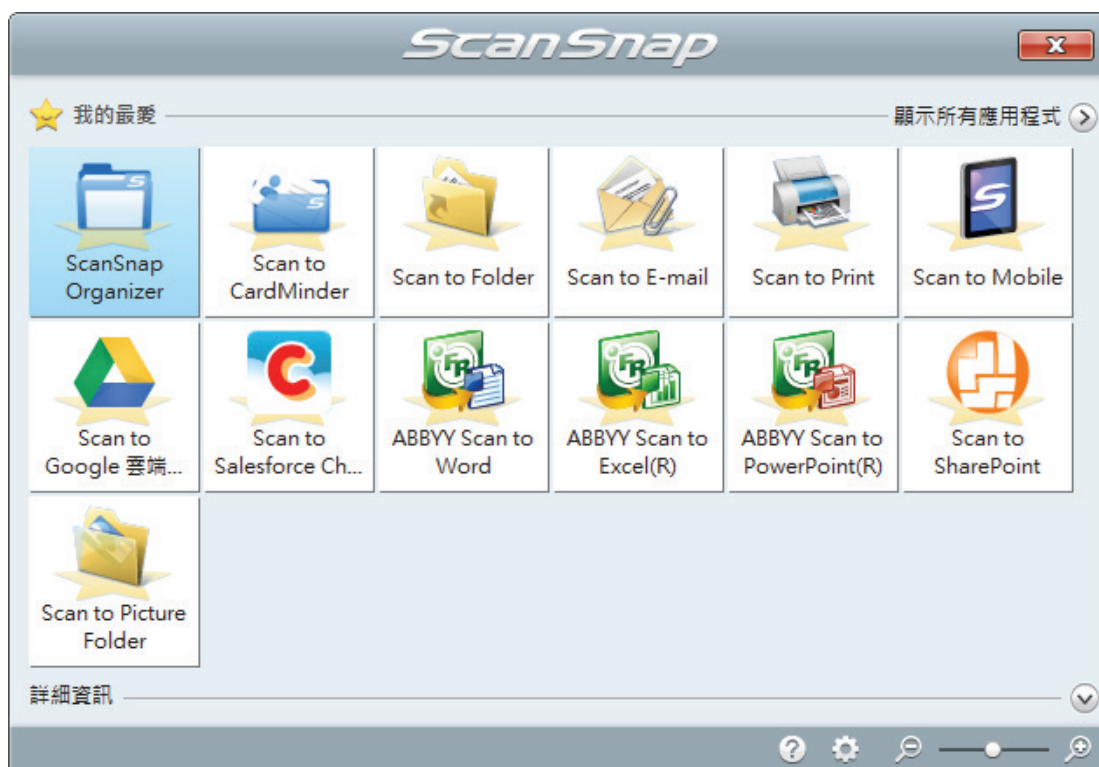 ScanSnap
我的最愛
顯示所有應用程式
ScanSnap
Organizer
Scan to
CardMinder
Scan to Folder
Scan to E-mail
Scan to Print
Scan to Mobile
Scan to
Google 雲端...
Scan to
Salesforce Ch...
ABBYY Scan to
Word
ABBYY Scan to
Excel(R)
ABBYY Scan to
PowerPoint(R)
Scan to
SharePoint
Scan to Picture
Folder
詳細資訊